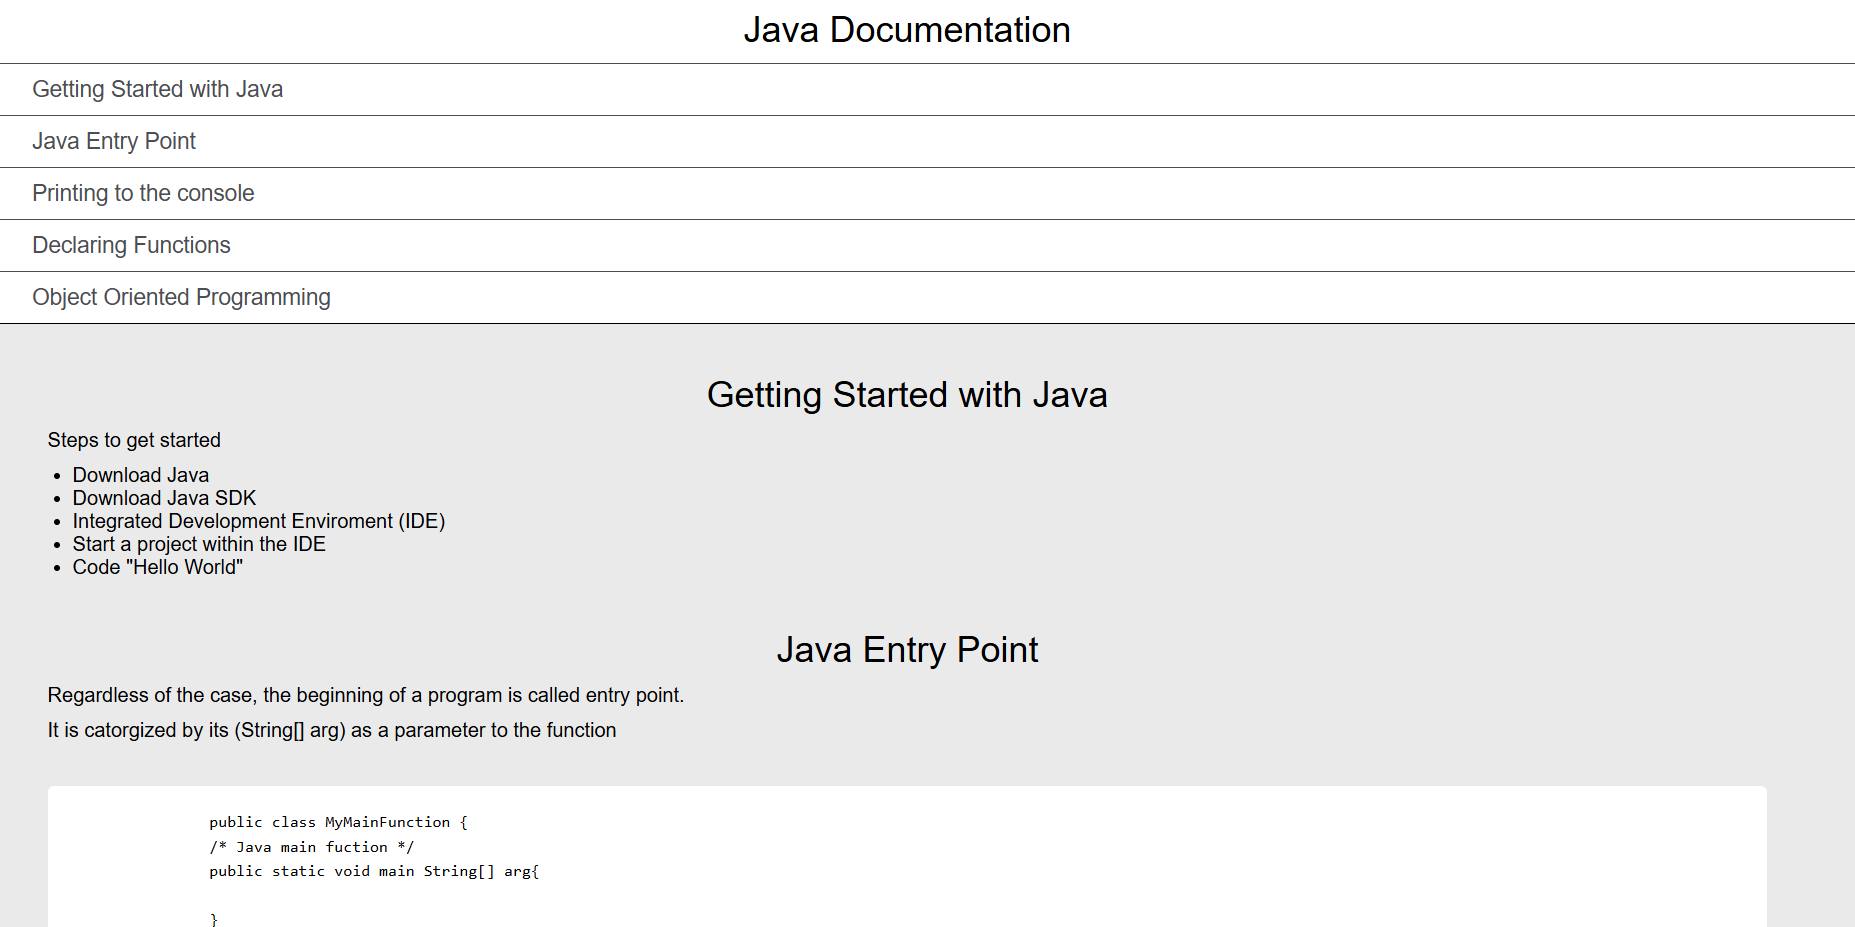 Java Documentation
Getting Started with Java
Java Entry Point
Printing to the console
Declaring Functions
Object Oriented Programming
Getting Started with Java
Steps to get started
Download Java
Download Java SDK
Integrated Development Enviroment (IDE)
Start a project within the IDE
Code "Hello World"
Java Entry Point
Regardless of the case, the beginning of a program is called entry point.
It is catorgized by its (String[] arg) as a parameter to the function
public class MyMainFunction {
/* Java main fuction */
public static void main String[] arg{
}